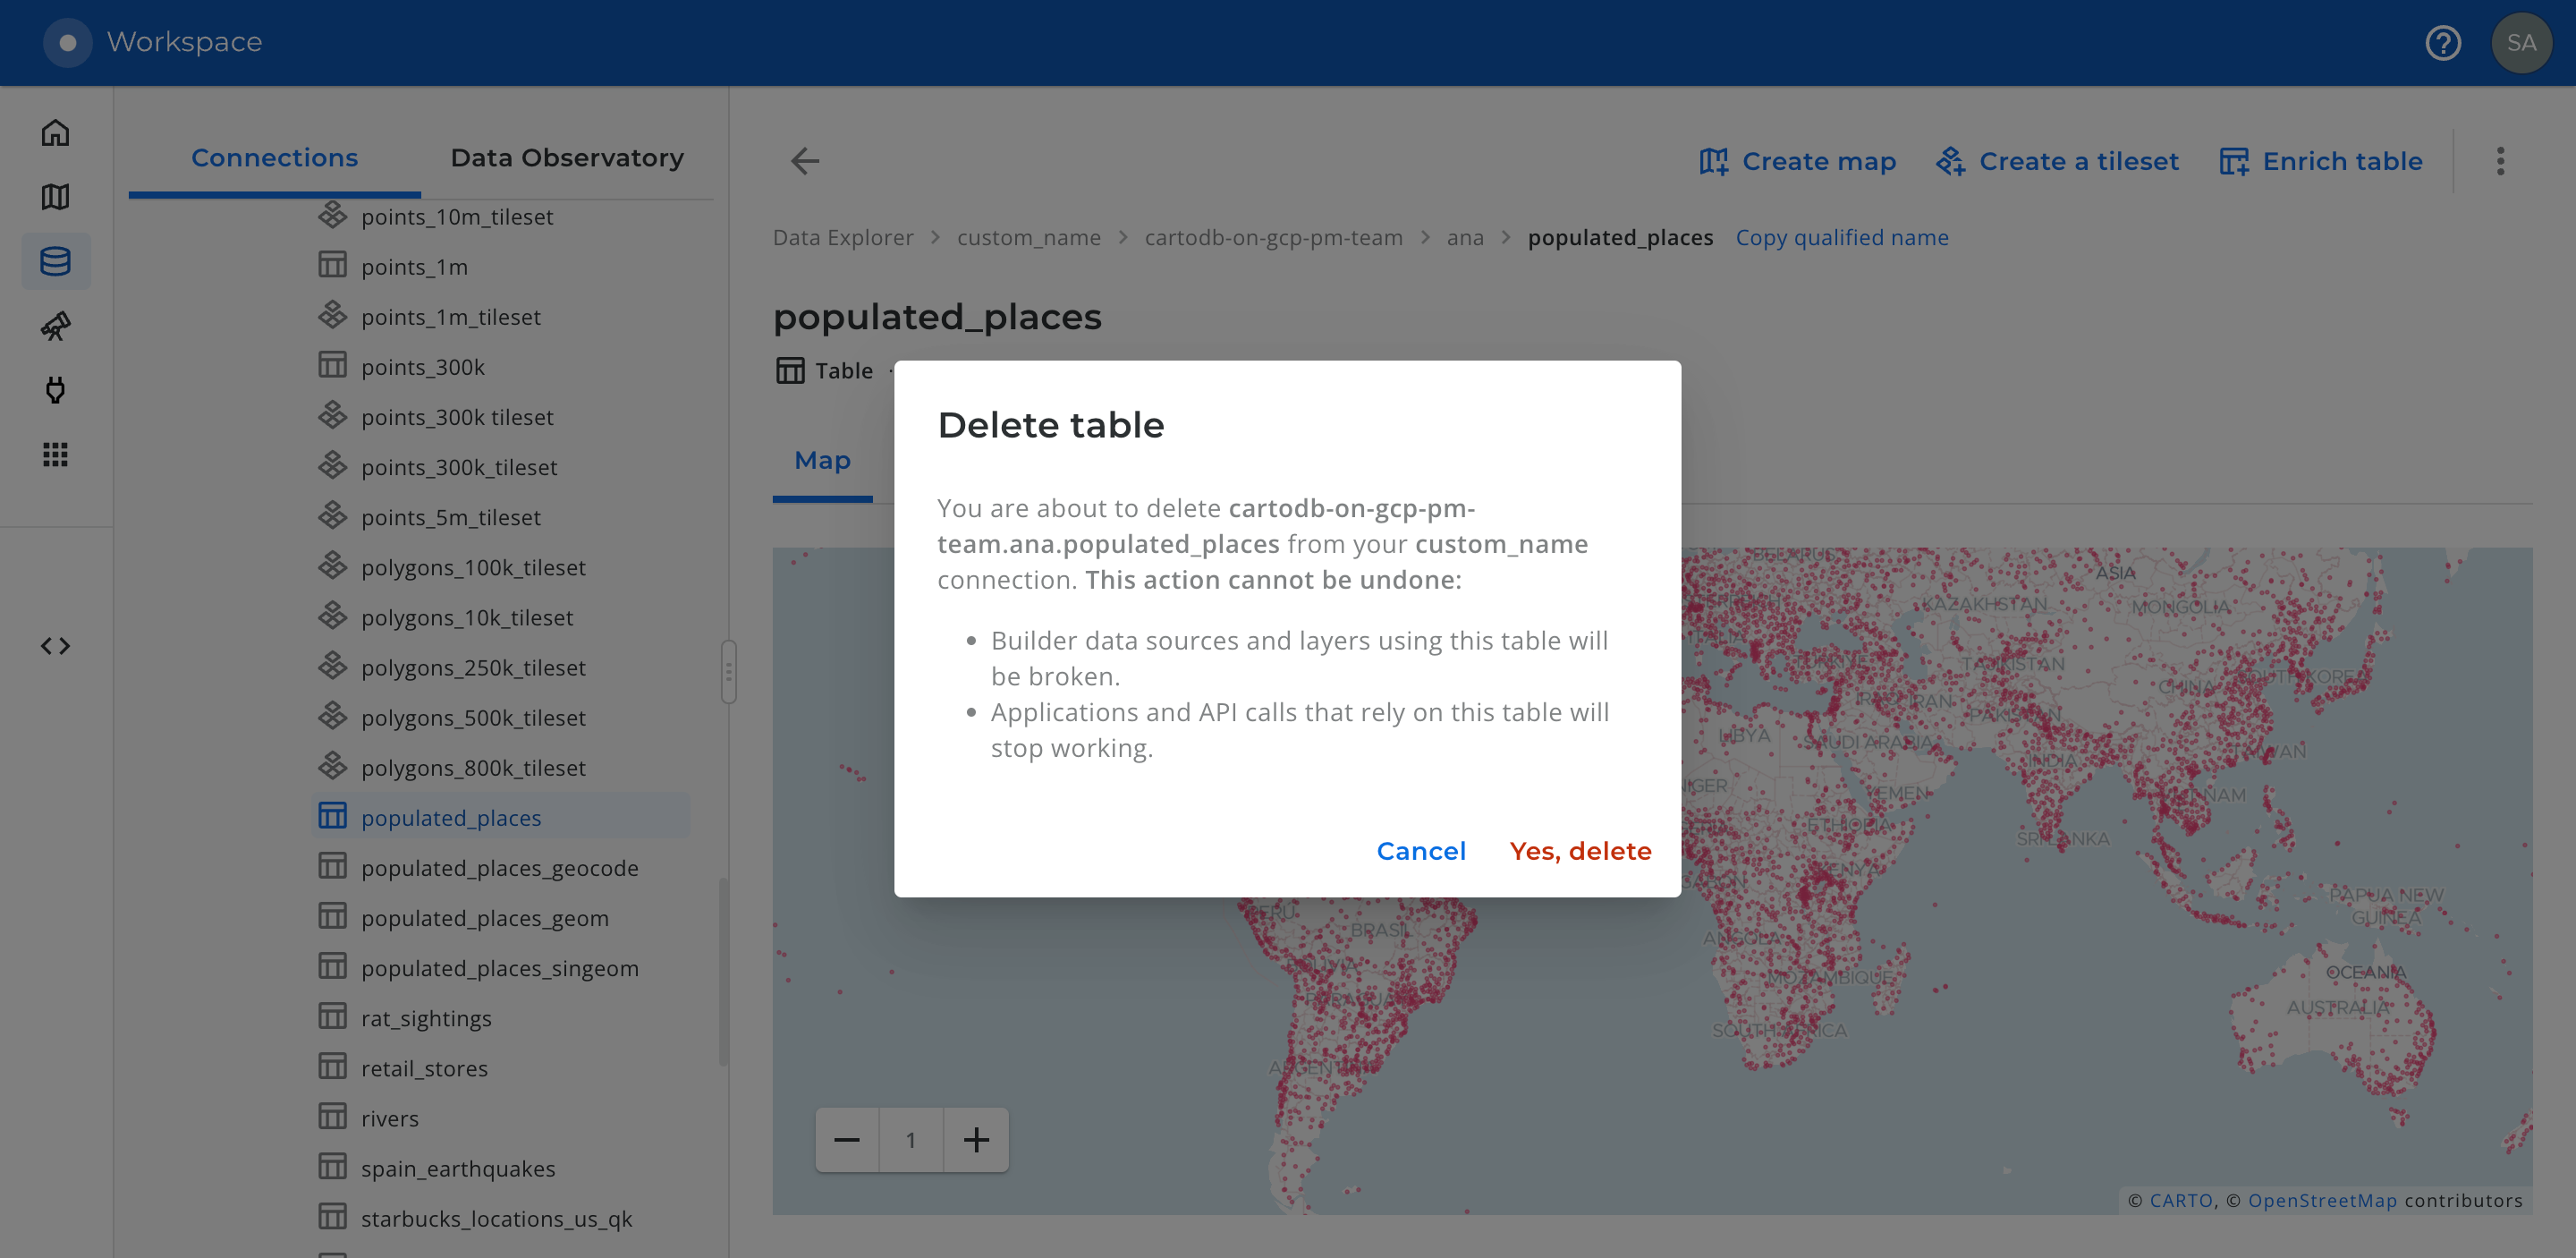 Workspace
SA
Connections
Data Observatory
points_10m_tileset
points_1m
points_1m_tileset
points_300k
points_300k tileset
points_300k_tileset
points_5m_tileset
polygons_100k_tileset
polygons_10k_tileset
polygons_250k_tileset
polygons_500k_tileset
polygons_800k_tileset
populated_places
populated_places_geocode
populated_places_geom
populated_places_singeom
rat_sightings
retail_stores
rivers
spain_earthquakes
starbucks_locations_us_qk
Create map
Create a tileset
Enrich table
Data Explorer > custom_name > cartodb-on-gcp-pm-team > ana > populated_places Copy qualified name
populated_places
Table ·
Map
Delete table
You are about to delete cartodb-on-gcp-pm-
team.ana.populated_places from your custom_name
connection. This action cannot be undone:
• Builder data sources and layers using this table will
be broken.
• Applications and API calls that rely on this table will
stop working.
Cancel
Yes, delete
BELARUS
ASIA
KAZAKHSTAN
MONGOLIA
TAJIKISTAN
CHINA
IRAN
PAKISTAN
LIBYA
SAUDI ARABIA
INDIA
TAIWAN
NIGER
YEMEN
ETHIOPIA
SRI LANKA
KENYA
GABON
PAPUA NEW
GUINEA
PERU
BRASIL
ANGOLA
BOLIVIA
MOZAMBIQUE
OCEANIA
PARAGUAY
AUSTRALIA
SOUTH AFRICA
ARGENTINA
1
© CARTO, © OpenStreetMap contributors